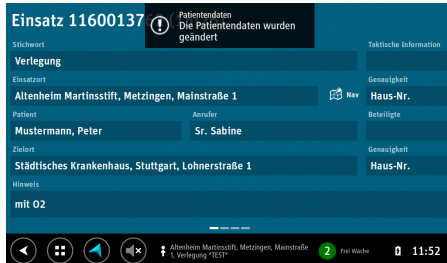 Einsatz 11600137
Patientendaten
Die Patientendaten wurden
geändert
Stichwort
Taktische Information
Verlegung
Einsatzort
Genauigkeit
Altenheim Martinsstift, Metzingen, Mainstraße 1
Nav
Haus-Nr.
Patient
Anrufer
Beteiligte
Mustermann, Peter
Sr. Sabine
Zielort
Genauigkeit
Städtisches Krankenhaus, Stuttgart, Lohnerstraße 1
Haus-Nr.
Hinweis
mit O2
Altenheim Martinsstift, Metzingen, Mainstraße
1, Verlegung *TEST*
2
Frei Wache
11:52